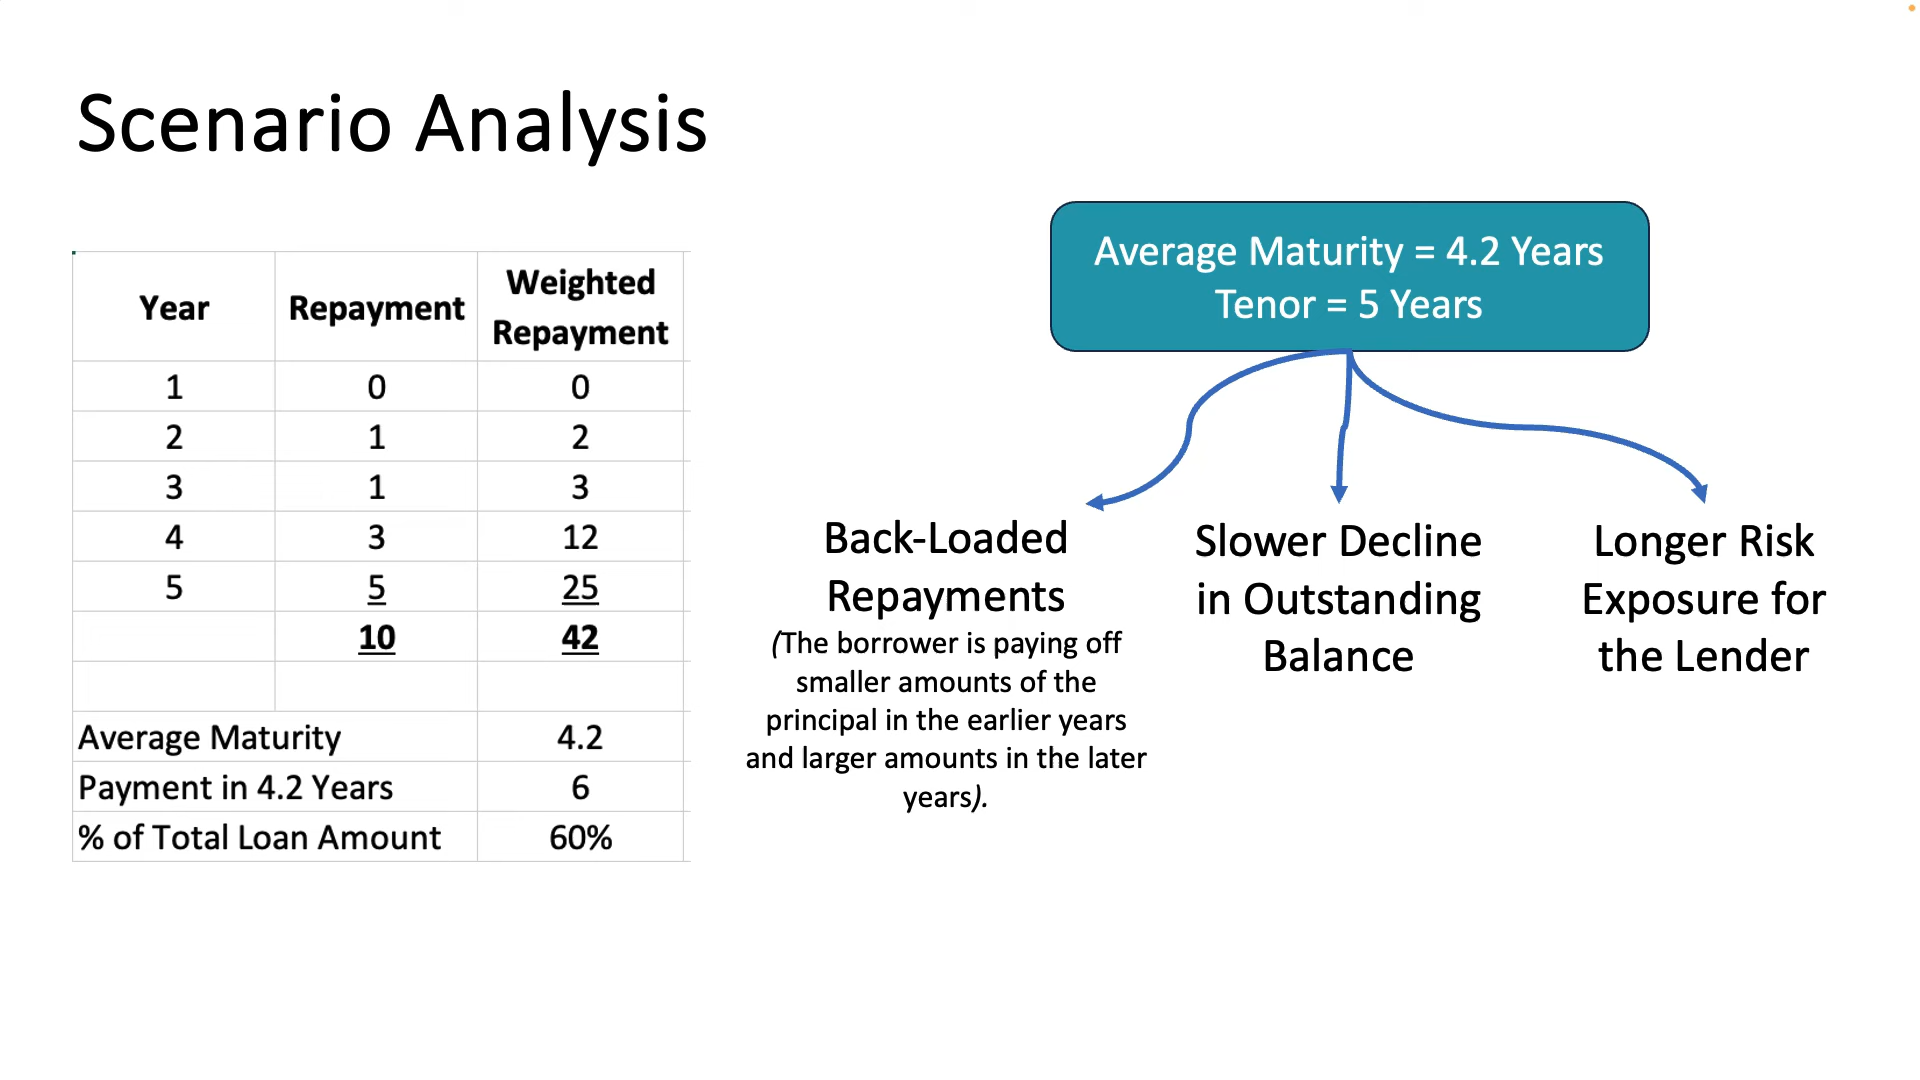 Scenario Analysis
Year Repayment Weighted Repayment
1 0 0
2 1 2
3 1 3
4 3 12
5 5 25
10 42
Average Maturity 4.2
Payment in 4.2 Years 6
% of Total Loan Amount 60%
Average Maturity = 4.2 Years
Tenor = 5 Years
Back-Loaded
Repayments
(The borrower is paying off
smaller amounts of the
principal in the earlier years
and larger amounts in the later
years).
Slower Decline
in Outstanding
Balance
Longer Risk
Exposure for
the Lender